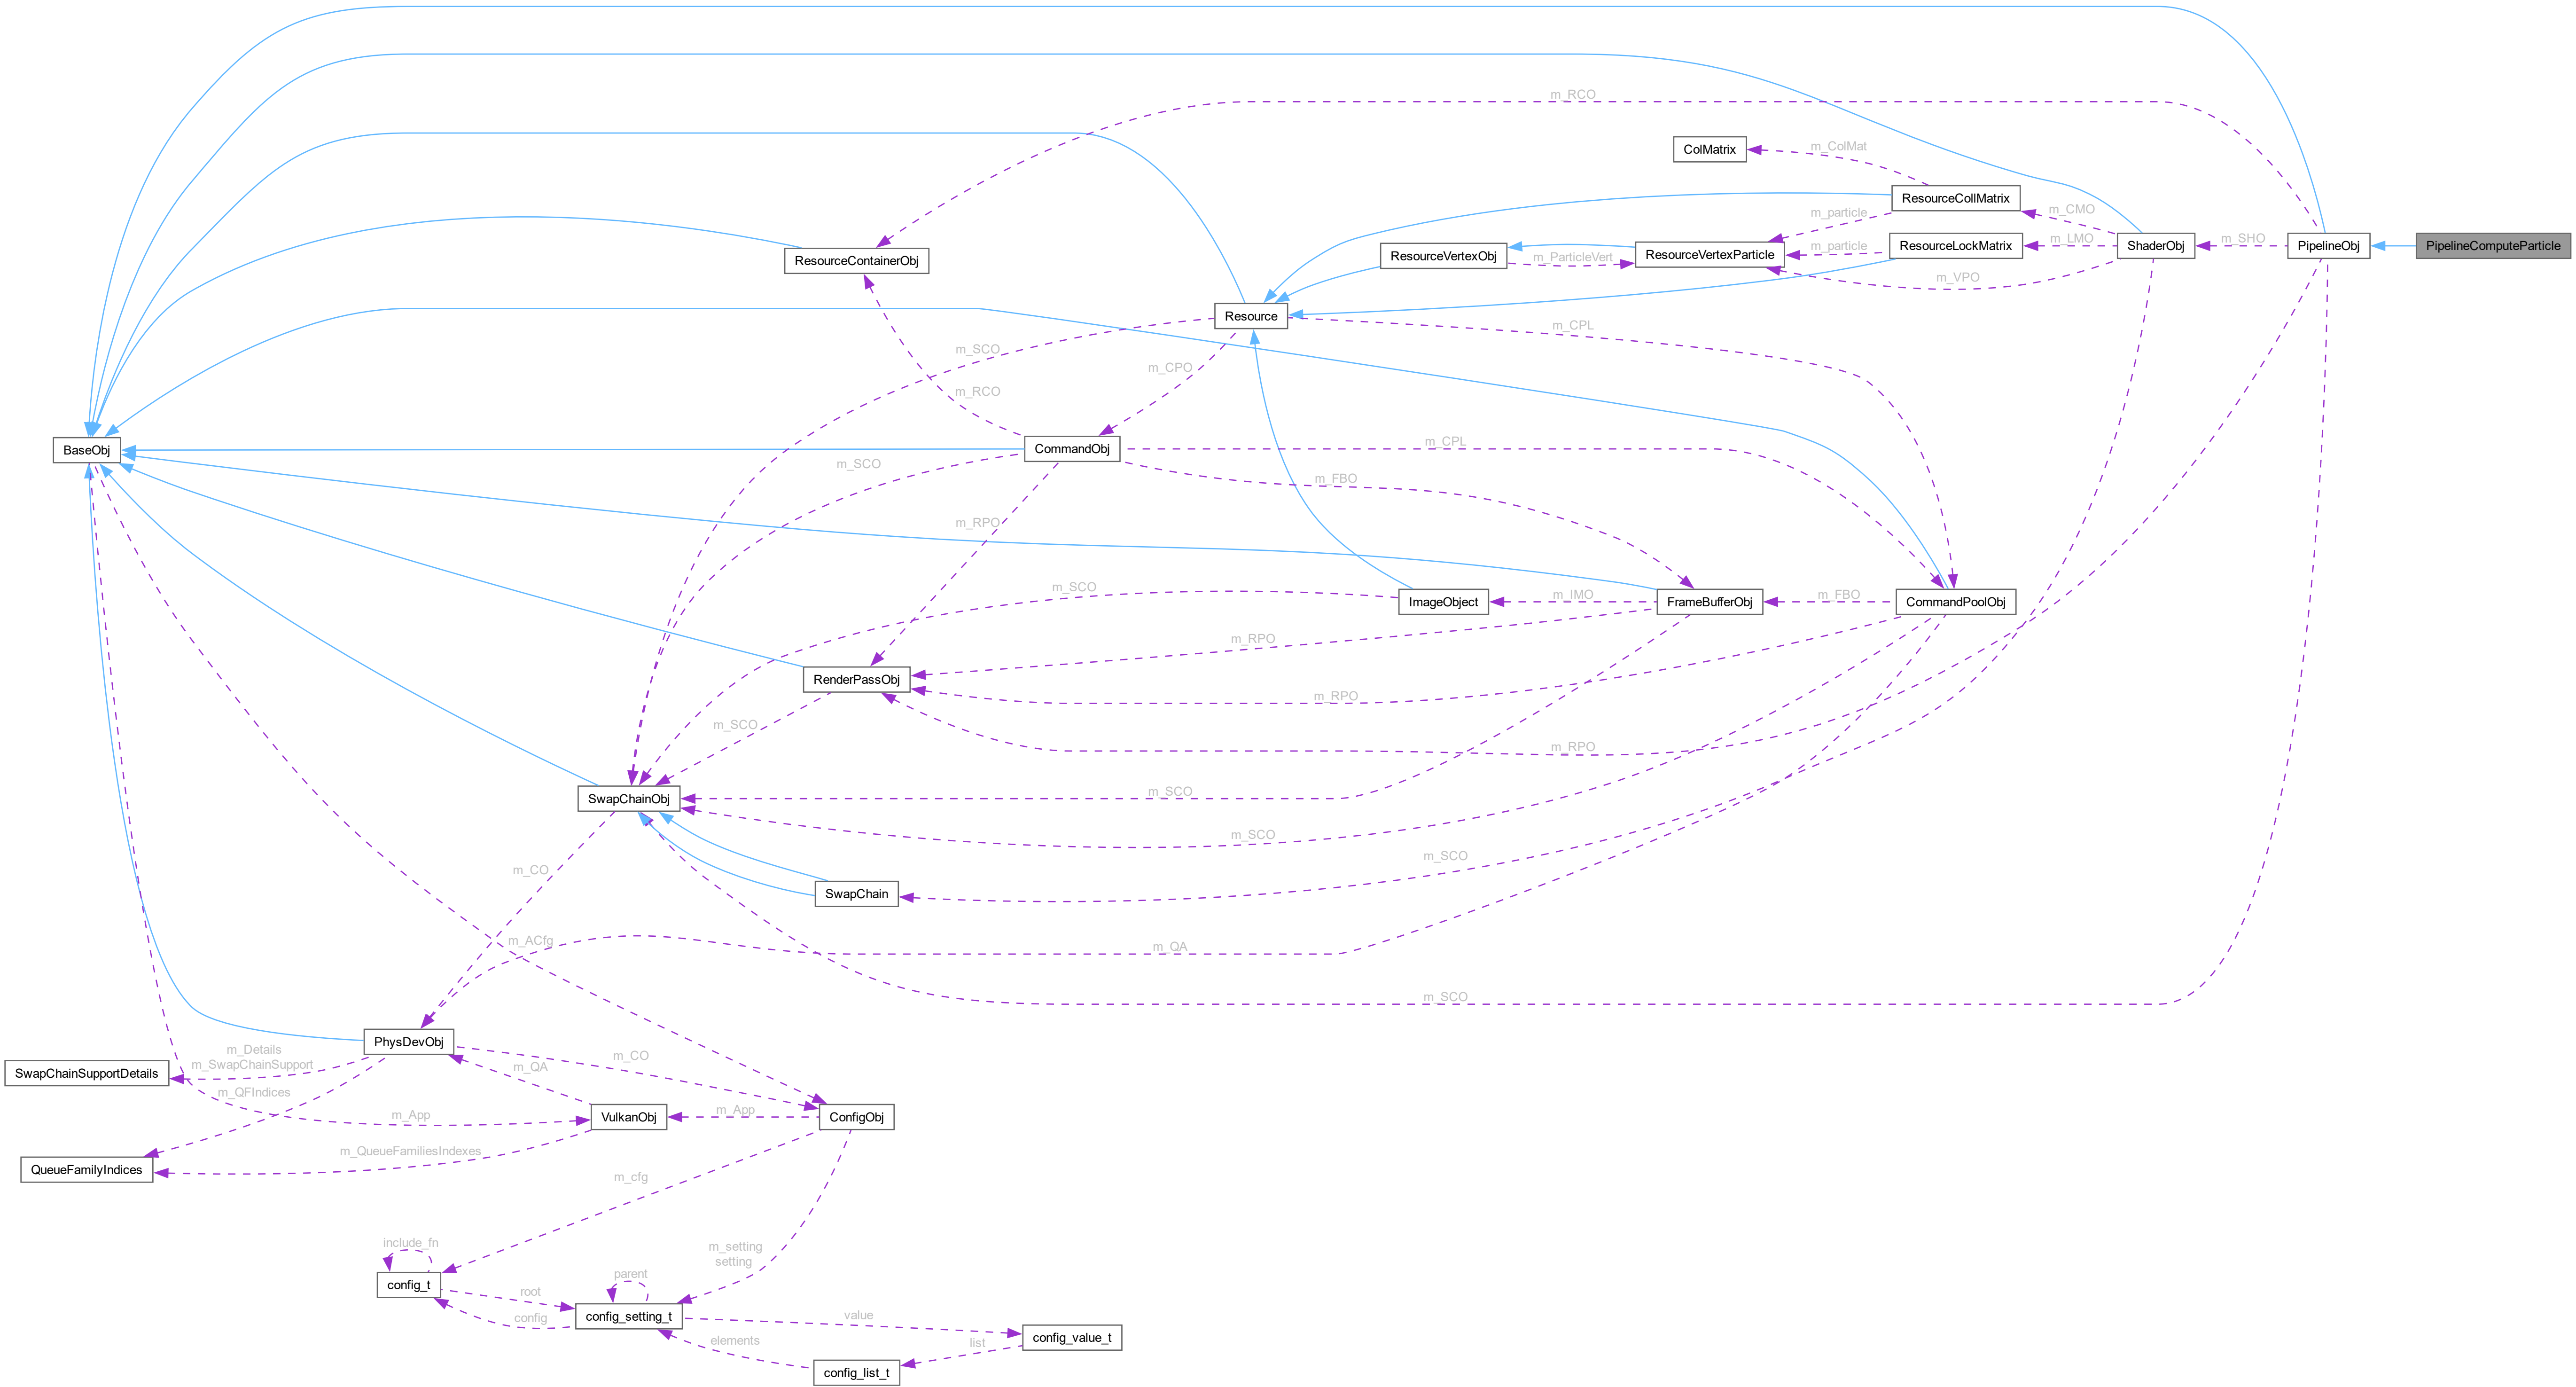 m_RCO
ColMatrix
m_ColMat
ResourceCollMatrix
m_CMO
m_particle
ResourceContainerObj
ResourceVertexObj
m_ParticleVert
ResourceVertexParticle
m_particle
ResourceLockMatrix
m_LMO
ShaderObj
m_SHO
PipelineObj
PipelineComputeParticle
m_VPO
Resource
m_CPL
m_SCO
m_CPO
m_RCO
BaseObj
CommandObj
m_CPL
m_SCO
m_FBO
m_RPO
m_SCO
ImageObject
m_IMO
FrameBufferObj
m_FBO
CommandPoolObj
m_RPO
RenderPassObj
m_RPO
m_SCO
m_RPO
SwapChainObj
m_SCO
m_SCO
m_CO
m_SCO
SwapChain
m_ACfg
m_QA
m_SCO
PhysDevObj
m_Details
m_SwapChainSupport
m_CO
SwapChainSupportDetails
m_QA
m_QFIndices
m_App
VulkanObj
m_App
ConfigObj
m_QueueFamiliesIndexes
QueueFamilyIndices
m_cfg
include_fn
m_setting
setting
config_t
root
parent
config
config_setting_t
value
config_value_t
elements
list
config_list_t